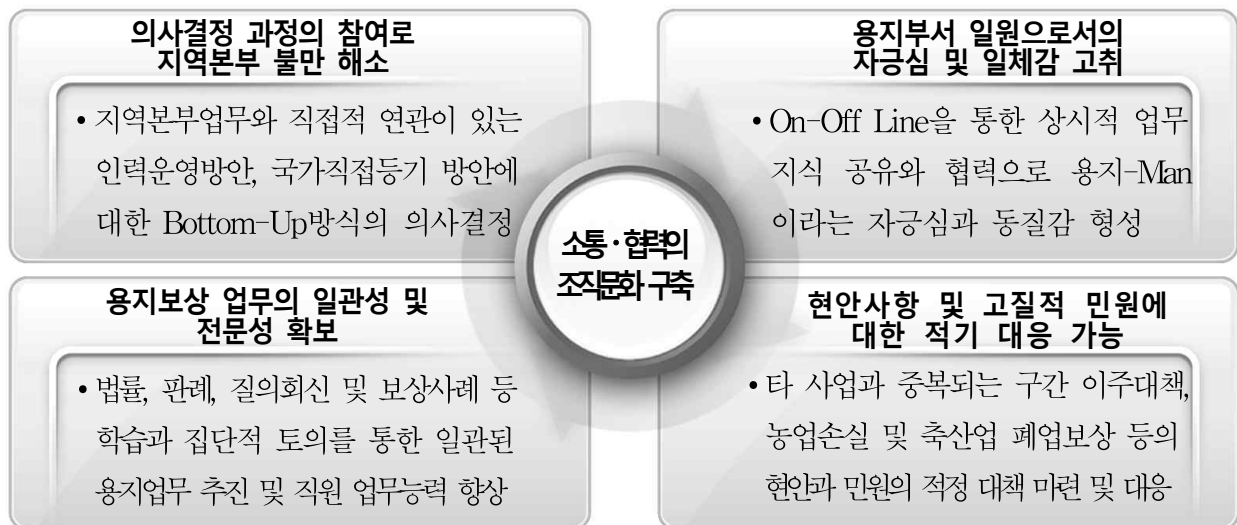 의사결정 과정의 참여로
지역본부 불만 해소
• 지역본부업무와 직접적 연관이 있는
인력운영방안, 국가직접등기 방안에
대한 Bottom-Up방식의 의사결정
용지부서 일원으로서의
자긍심 및 일체감 고취
• On-Off Line을 통한 상시적 업무
지식 공유와 협력으로 용지-Man
이라는 자긍심과 동질감 형성
소통·협력의
조직문화 구축
용지보상 업무의 일관성 및
전문성 확보
• 법률, 판례, 질의회신 및 보상사례 등
학습과 집단적 토의를 통한 일관된
용지업무 추진 및 직원 업무능력 향상
현안사항 및 고질적 민원에
대한 적기 대응 가능
• 타 사업과 중복되는 구간 이주대책,
농업손실 및 축산업 폐업보상 등의
현안과 민원의 적정 대책 마련 및 대응